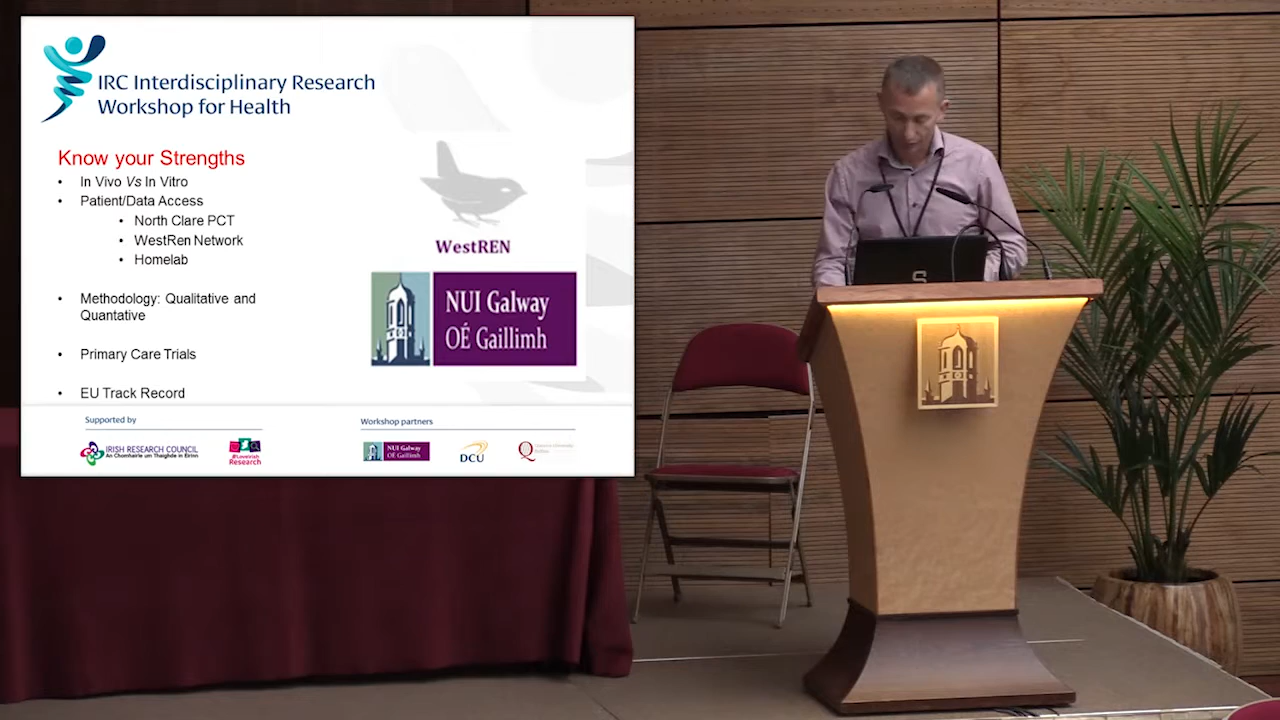 IRC Interdisciplinary Research
Workshop for Health
Know your Strengths
• In Vivo Vs In Vitro
• Patient/Data Access
• North Clare PCT
• WestRen Network
• Homelab
• Methodology: Qualitative and
Quantative
• Primary Care Trials
• EU Track Record
WestREN
NUI Galway
OÉ Gaillimh
Supported by
IRISH RESEARCH COUNCIL
An Chomhairle um Thaighde in Éirinn
#LoveIrish
Research
Workshop partners
NUI Galway
OÉ Gaillimh
DCU